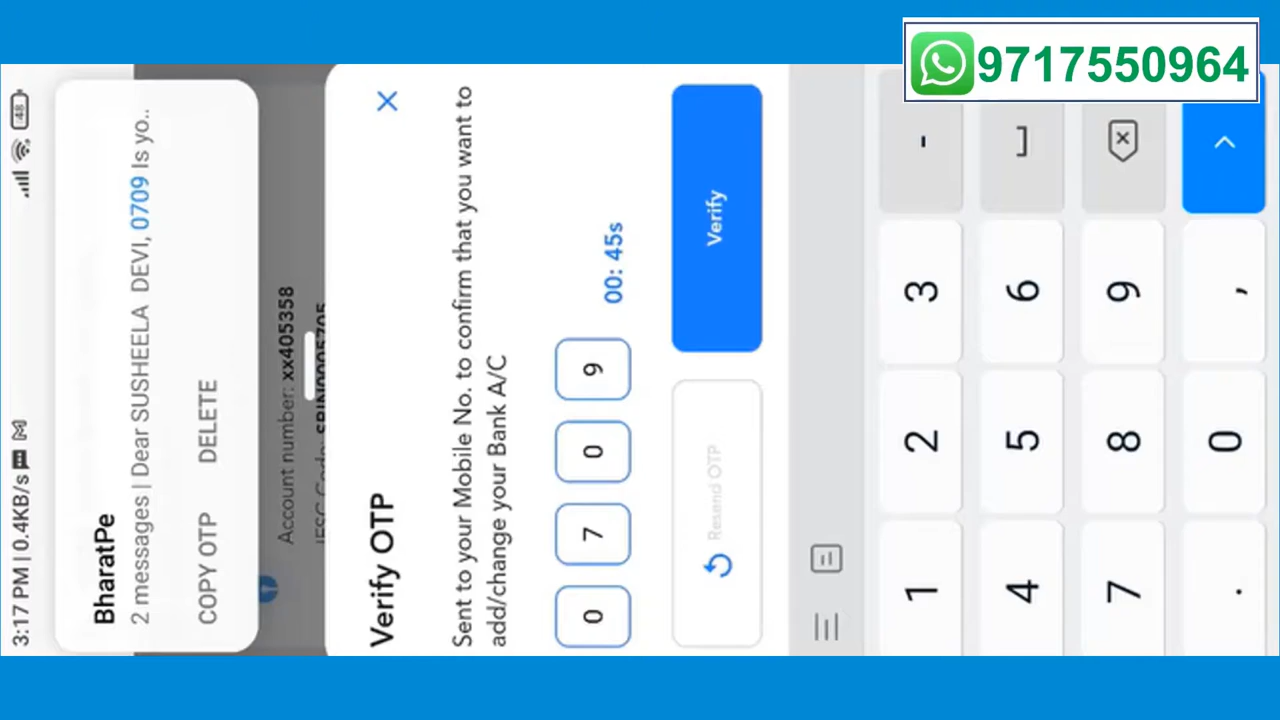 9717550964
3:17 PM | 0.4KB/s
48
BharatPe
2 messages | Dear SUSHEELA DEVI, 0709 Is yo..
COPY OTP DELETE
Account number: xx405358
Verify OTP
Sent to your Mobile No. to confirm that you want to
add/change your Bank A/C
0 7 0 9
00: 45s
Resend OTP Verify
1 2 3 -
4 5 6
7 8 9
. 0 ,